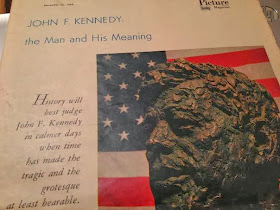 Picture
Magazine
JOHN F. KENNEDY:
the Man and His Meaning
History will
best judge
John F. Kennedy
in calmer days
when time
has made the
tragic and the
grotesque
at least bearable.